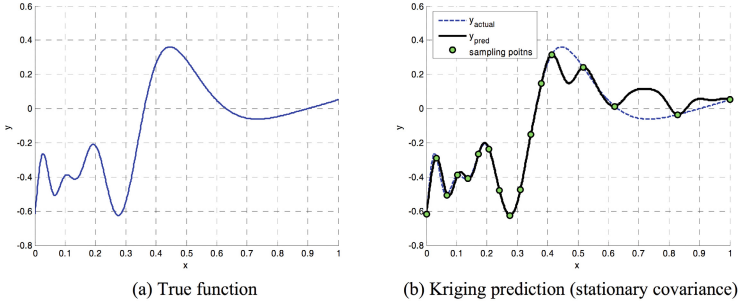 0.6
0.4
0.2
0
-0.2
-0.4
-0.6
-0.8
y
0 0.1 0.2 0.3 0.4 0.5 0.6 0.7 0.8 0.9 1
x
(a) True function
0.6
0.4
0.2
0
-0.2
-0.4
-0.6
-0.8
y
yactual
ypred
sampling poitns
0 0.1 0.2 0.3 0.4 0.5 0.6 0.7 0.8 0.9 1
x
(b) Kriging prediction (stationary covariance)